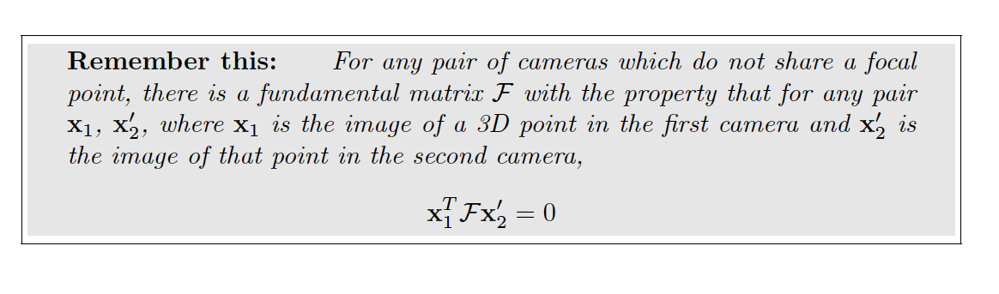 Remember this: For any pair of cameras which do not share a focal
point, there is a fundamental matrix ℱ with the property that for any pair
𝐱₁, 𝐱′₂, where 𝐱₁ is the image of a 3D point in the first camera and 𝐱′₂ is
the image of that point in the second camera,
𝐱₁ᵀℱ𝐱′₂ = 0